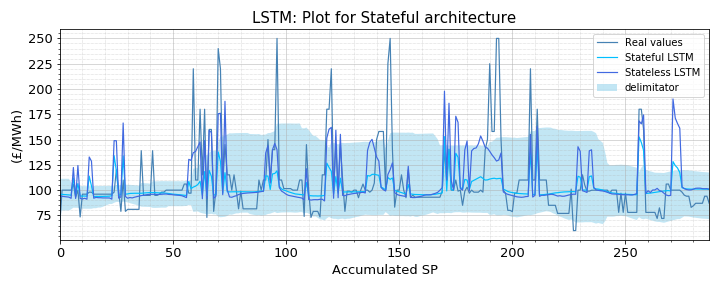 LSTM: Plot for Stateful architecture
Real values
Stateful LSTM
Stateless LSTM
delimitator
(£/MWh)
250
225
200
175
150
125
100
75
0 50 100 150 200 250
Accumulated SP